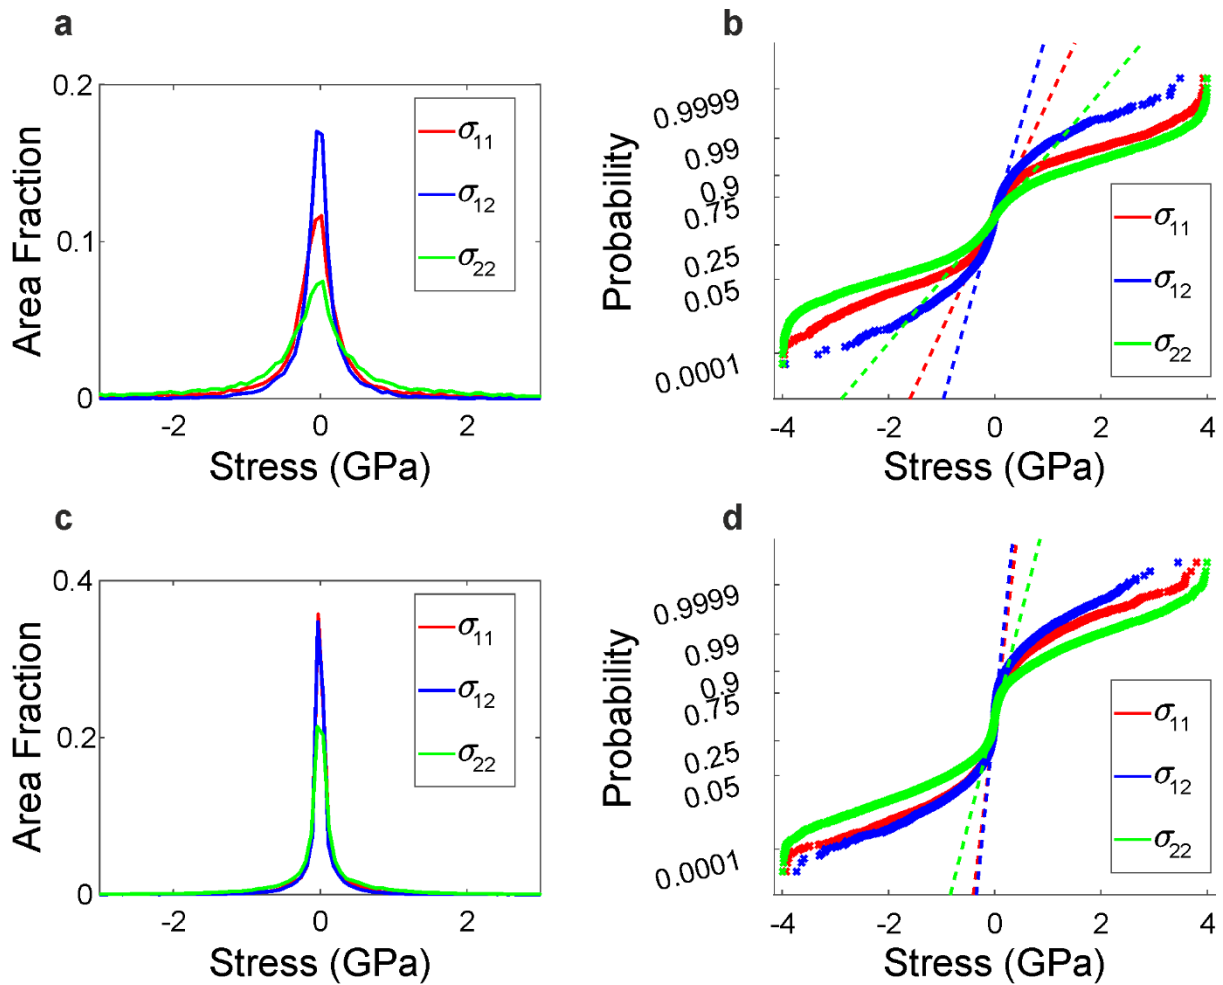 a
0.2
0.1
0
Area Fraction
σ11
σ12
σ22
-2
0
2
Stress (GPa)
b
0.9999
0.99
0.9
0.75
0.25
0.05
0.0001
Probability
σ11
σ12
σ22
-4
-2
0
2
4
Stress (GPa)
c
0.4
0.2
0
Area Fraction
σ11
σ12
σ22
-2
0
2
Stress (GPa)
d
0.9999
0.99
0.9
0.75
0.25
0.05
0.0001
Probability
σ11
σ12
σ22
-4
-2
0
2
4
Stress (GPa)